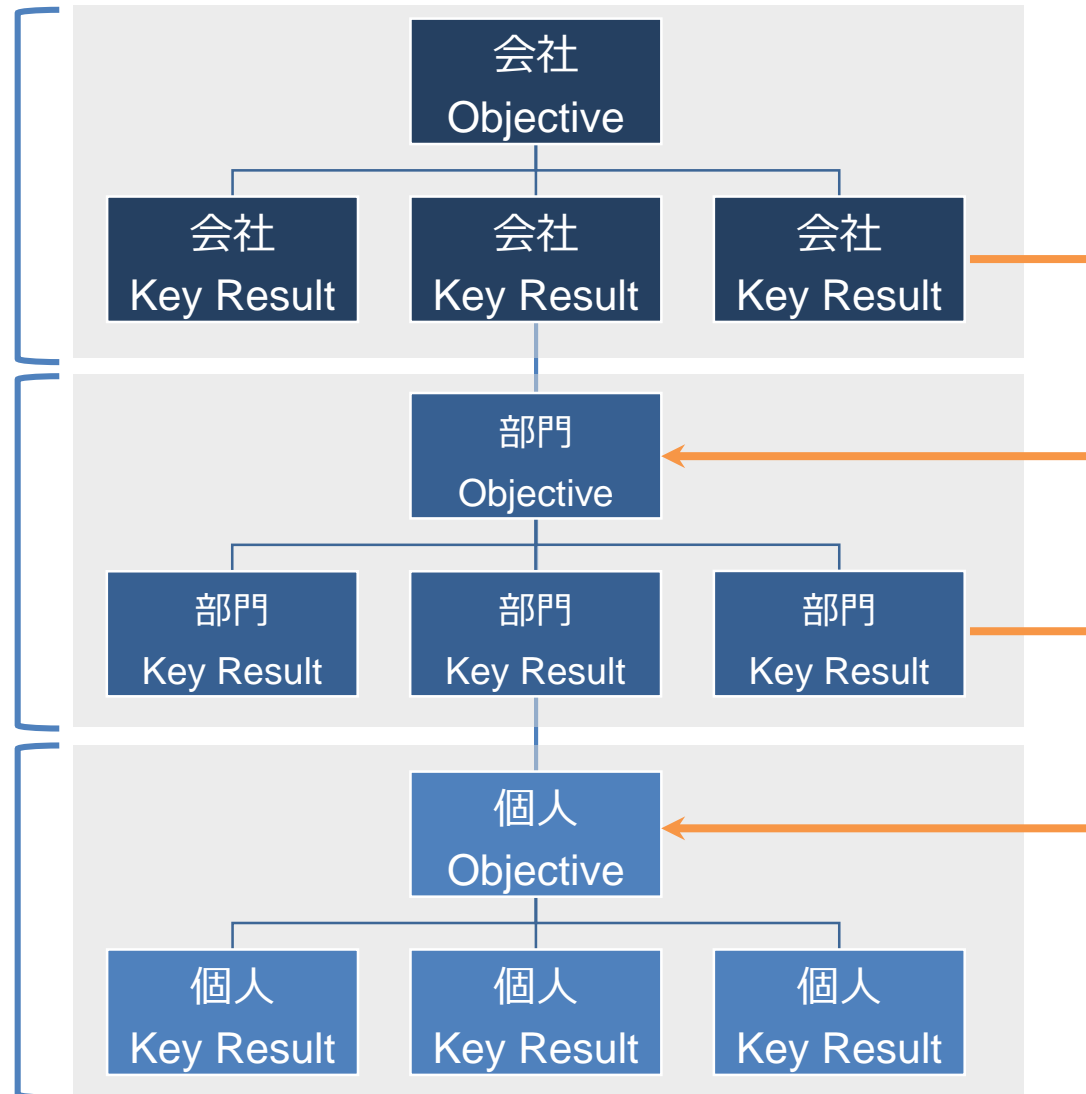 会社
Objective
会社
Key Result
会社
Key Result
会社
Key Result
部門
Objective
部門
Key Result
部門
Key Result
部門
Key Result
個人
Objective
個人
Key Result
個人
Key Result
個人
Key Result